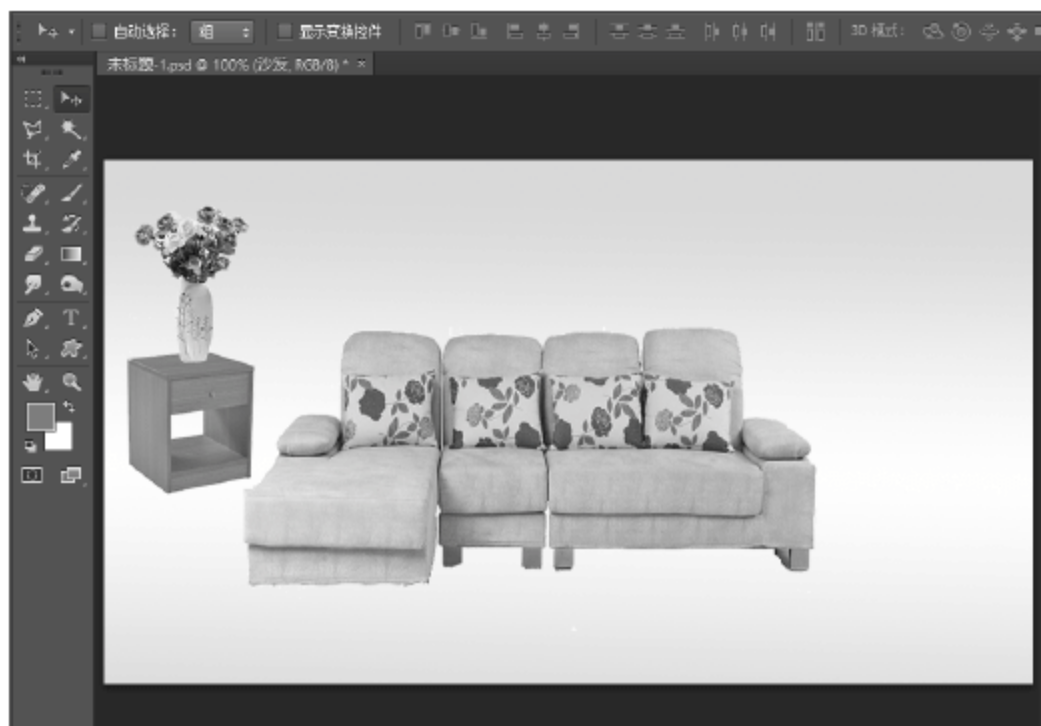 自动选择： 组 显示变换控件 3D 模式：
未标题-1.psd @ 100% (沙发, RGB/8) * ×
T